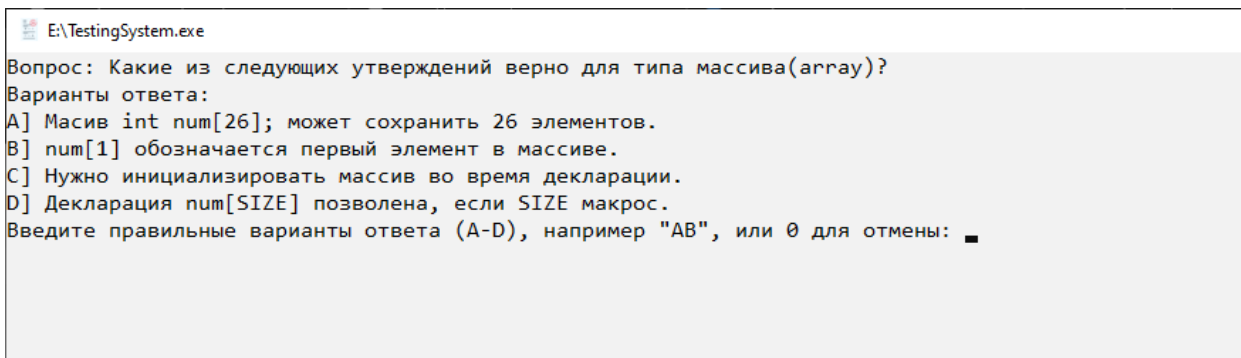 E:\TestingSystem.exe
Вопрос: Какие из следующих утверждений верно для типа массива(array)?
Варианты ответа:
A] Масив int num[26]; может сохранить 26 элементов.
B] num[1] обозначается первый элемент в массиве.
C] Нужно инициализировать массив во время декларации.
D] Декларация num[SIZE] позволена, если SIZE макрос.
Введите правильные варианты ответа (A-D), например "AB", или 0 для отмены: